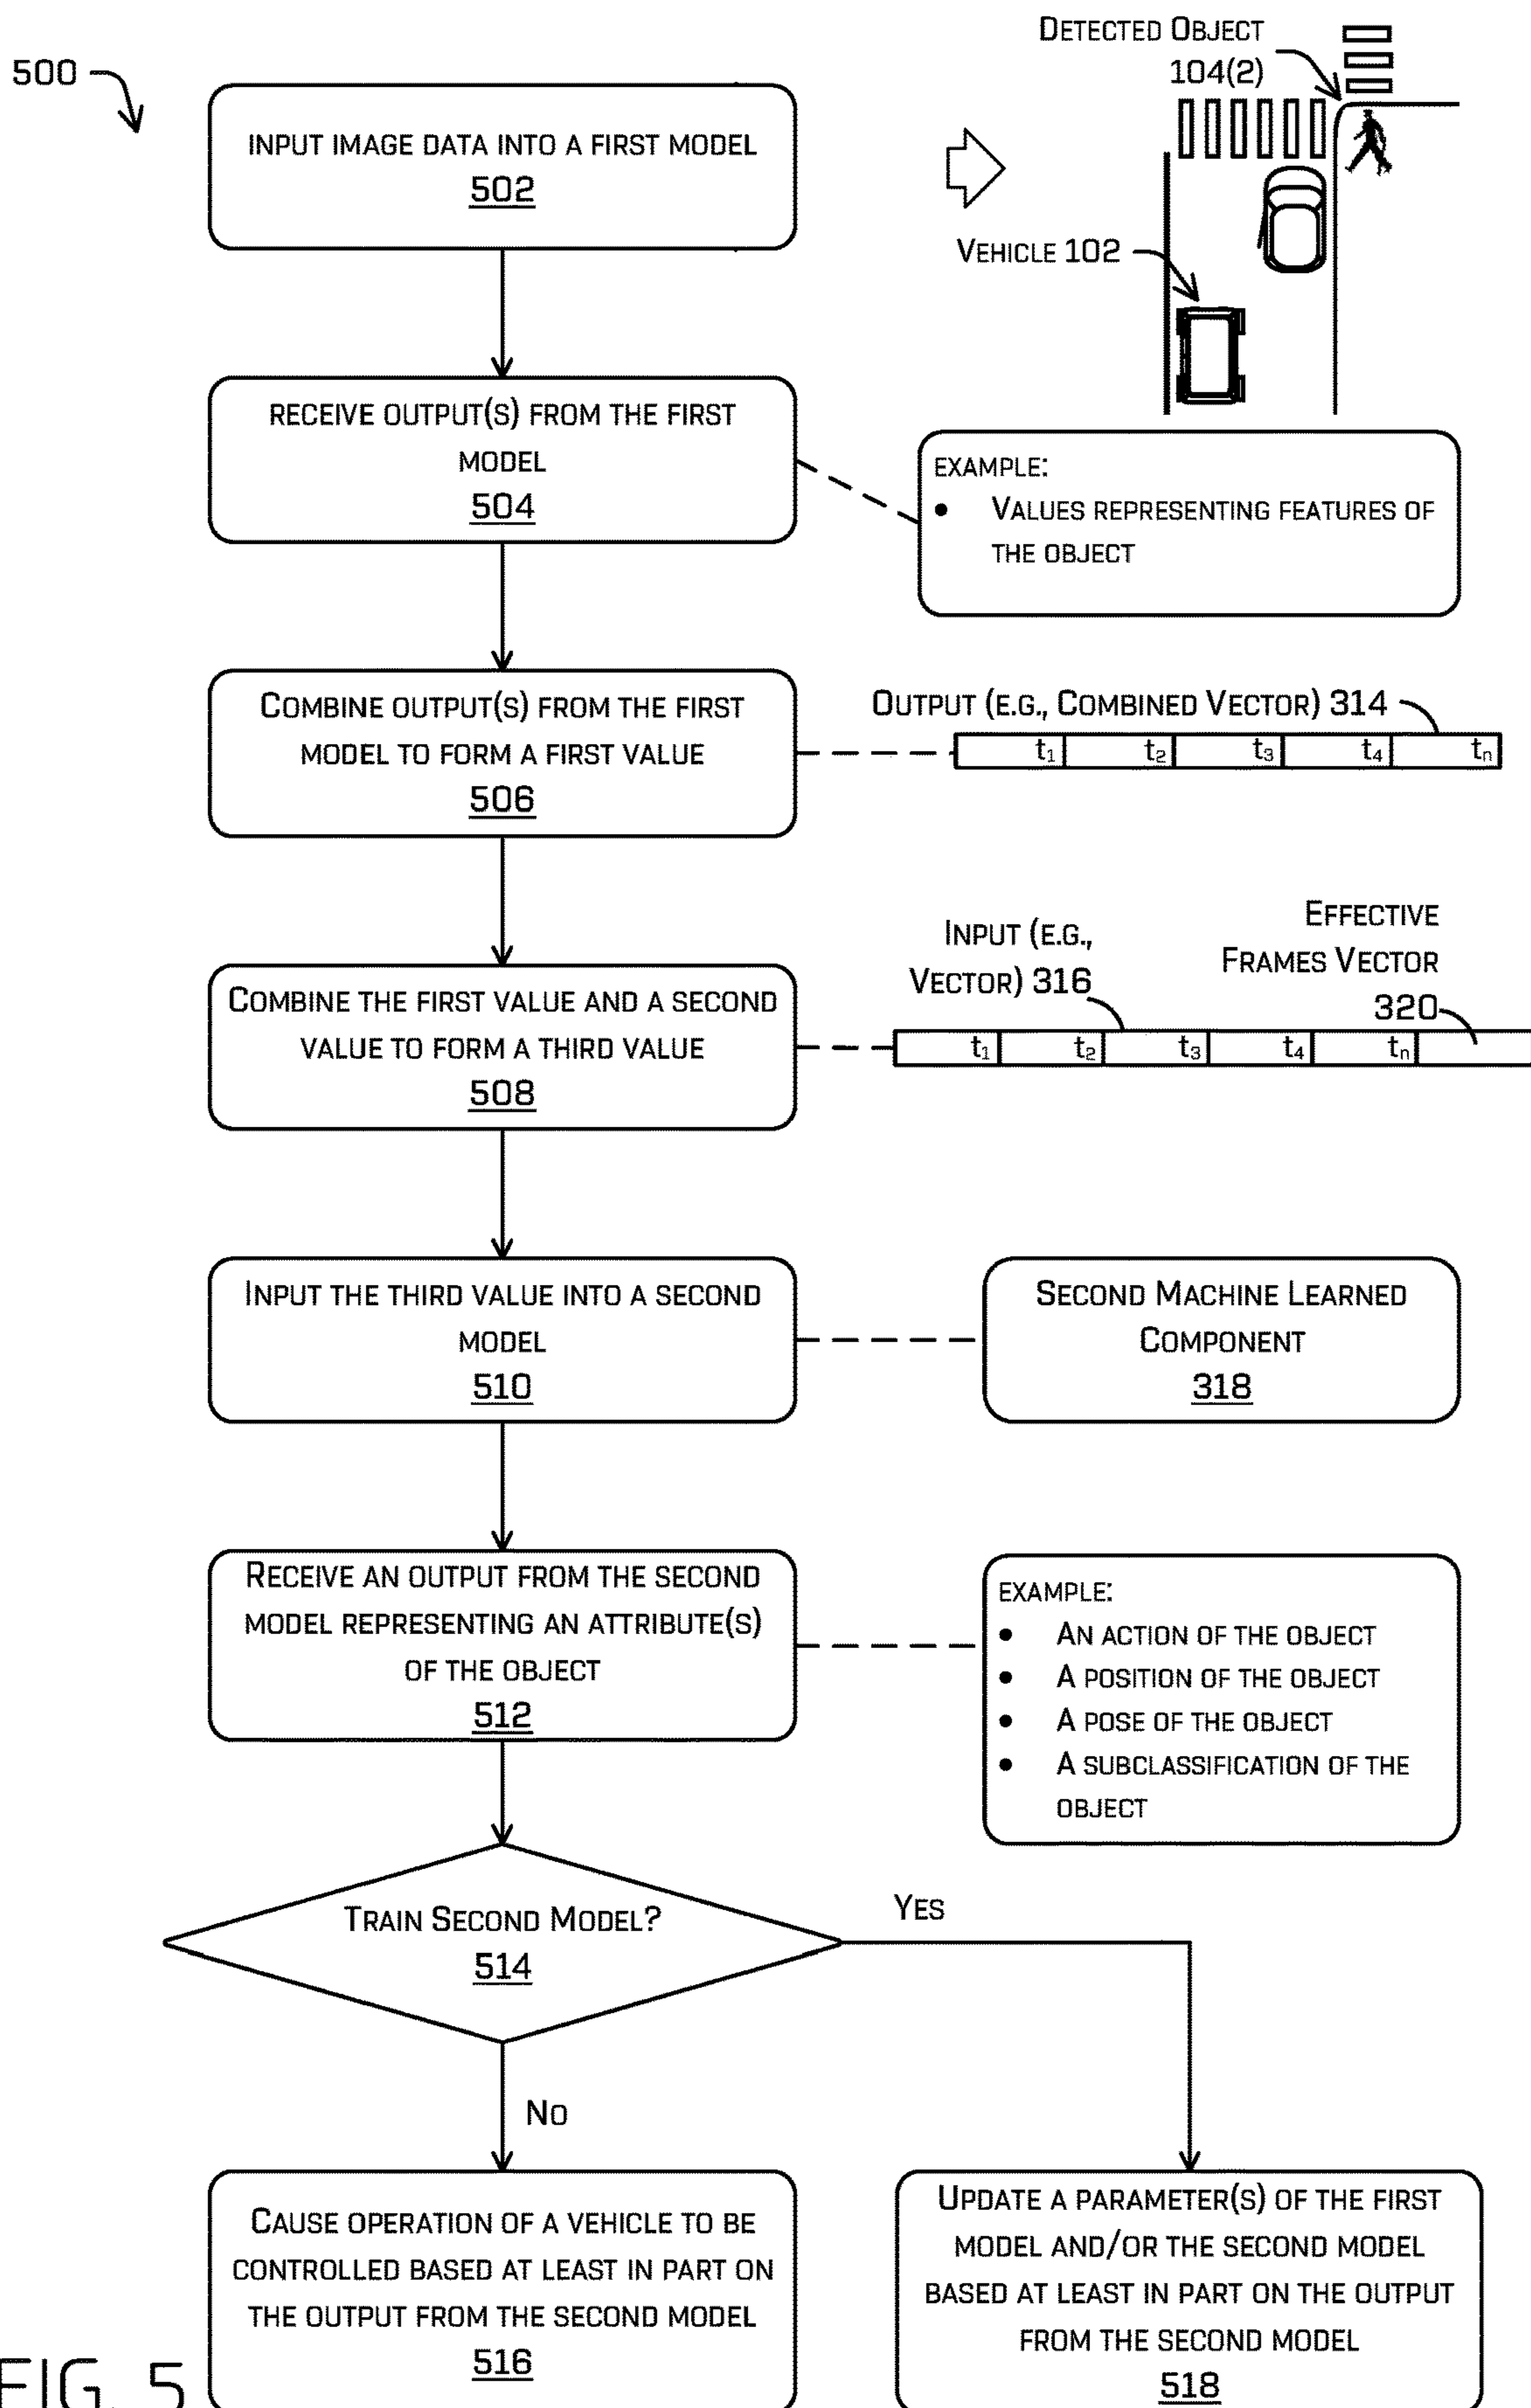 500
INPUT IMAGE DATA INTO A FIRST MODEL
502
DETECTED OBJECT
104(2)
VEHICLE 102
RECEIVE OUTPUT(S) FROM THE FIRST
MODEL
504
EXAMPLE:
• VALUES REPRESENTING FEATURES OF
THE OBJECT
COMBINE OUTPUT(S) FROM THE FIRST
MODEL TO FORM A FIRST VALUE
506
OUTPUT (E.G., COMBINED VECTOR) 314
t1 t2 t3 t4 tn
COMBINE THE FIRST VALUE AND A SECOND
VALUE TO FORM A THIRD VALUE
508
INPUT (E.G.,
VECTOR) 316
EFFECTIVE
FRAMES VECTOR
320
t1 t2 t3 t4 tn
INPUT THE THIRD VALUE INTO A SECOND
MODEL
510
SECOND MACHINE LEARNED
COMPONENT
318
RECEIVE AN OUTPUT FROM THE SECOND
MODEL REPRESENTING AN ATTRIBUTE(S)
OF THE OBJECT
512
EXAMPLE:
• AN ACTION OF THE OBJECT
• A POSITION OF THE OBJECT
• A POSE OF THE OBJECT
• A SUBCLASSIFICATION OF THE
OBJECT
TRAIN SECOND MODEL?
514
YES
NO
CAUSE OPERATION OF A VEHICLE TO BE
CONTROLLED BASED AT LEAST IN PART ON
THE OUTPUT FROM THE SECOND MODEL
516
UPDATE A PARAMETER(S) OF THE FIRST
MODEL AND/OR THE SECOND MODEL
BASED AT LEAST IN PART ON THE OUTPUT
FROM THE SECOND MODEL
518
FIG. 5